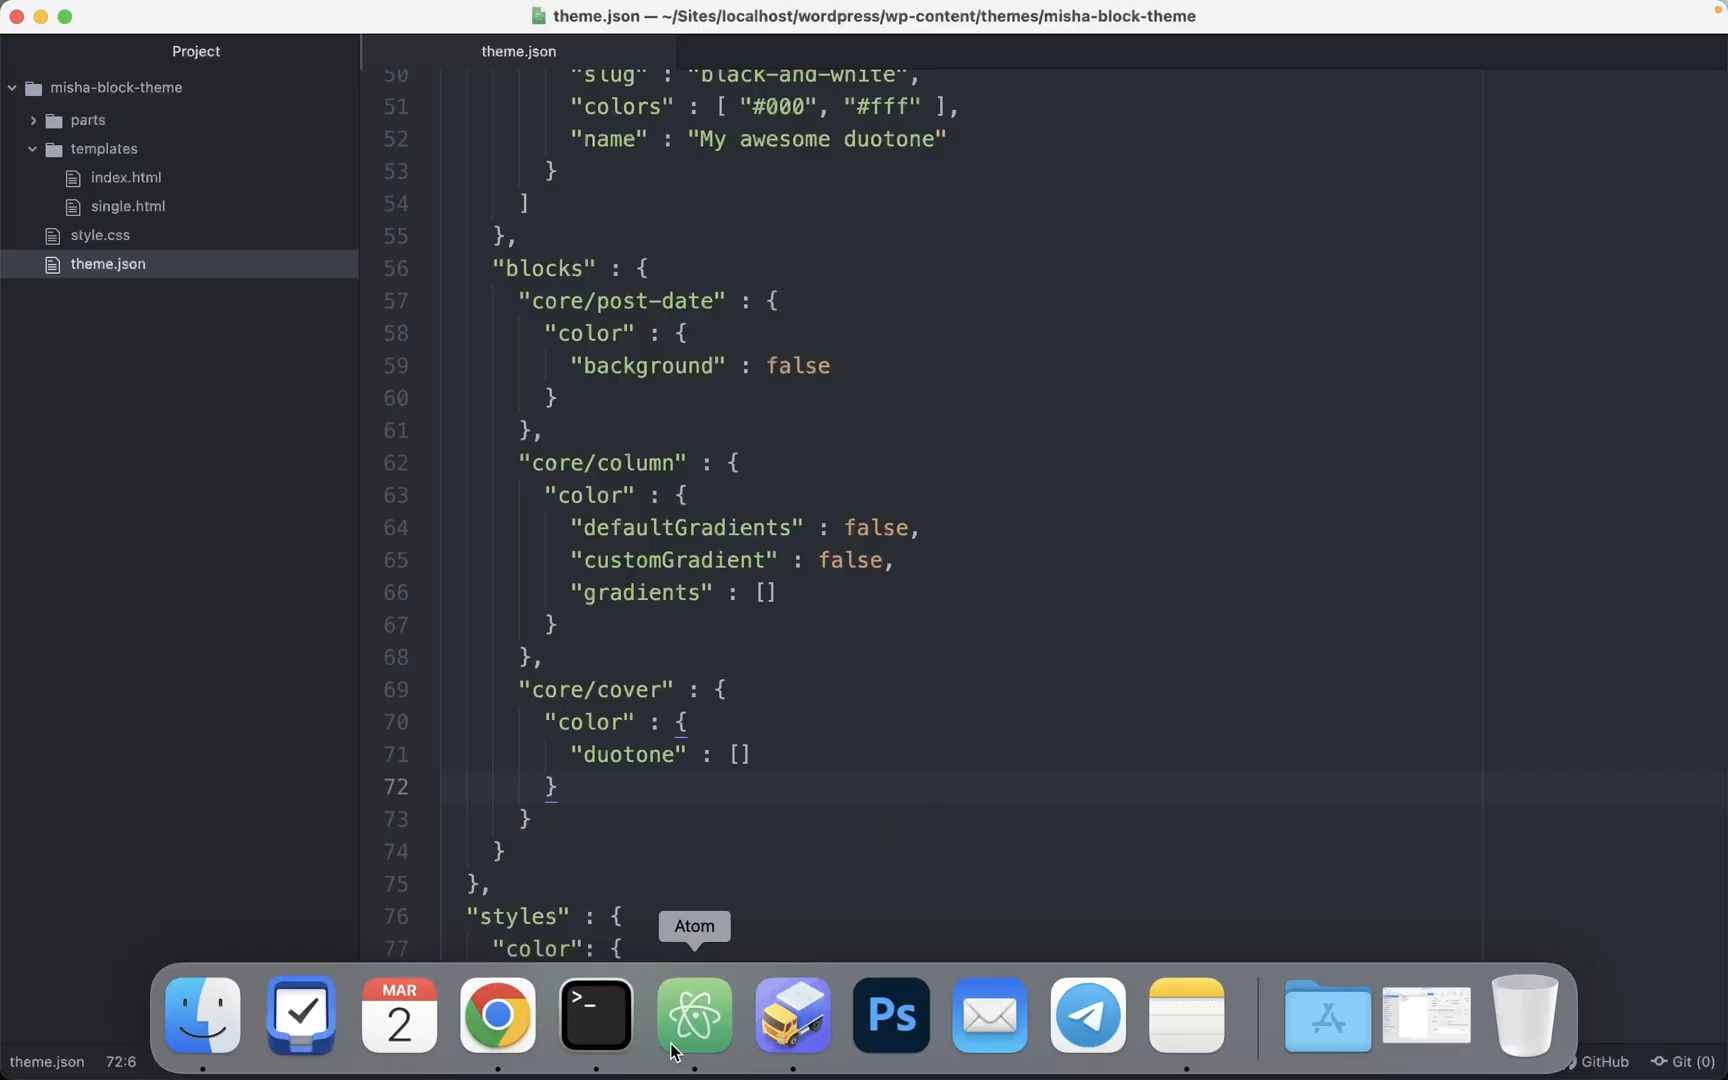 theme.json — ~/Sites/localhost/wordpress/wp-content/themes/misha-block-theme
Project
theme.json
misha-block-theme
parts
templates
index.html
single.html
style.css
theme.json
50 "slug" : "black-and-white",
51 "colors" : [ "#000", "#fff" ],
52 "name" : "My awesome duotone"
53 }
54 ]
55 },
56 "blocks" : {
57 "core/post-date" : {
58 "color" : {
59 "background" : false
60 }
61 },
62 "core/column" : {
63 "color" : {
64 "defaultGradients" : false,
65 "customGradient" : false,
66 "gradients" : []
67 }
68 },
69 "core/cover" : {
70 "color" : {
71 "duotone" : []
72 }
73 }
74 }
75 },
76 "styles" : {
77 "color": {
Atom
MAR
2
>_
Ps
theme.json 72:6
GitHub
Git (0)